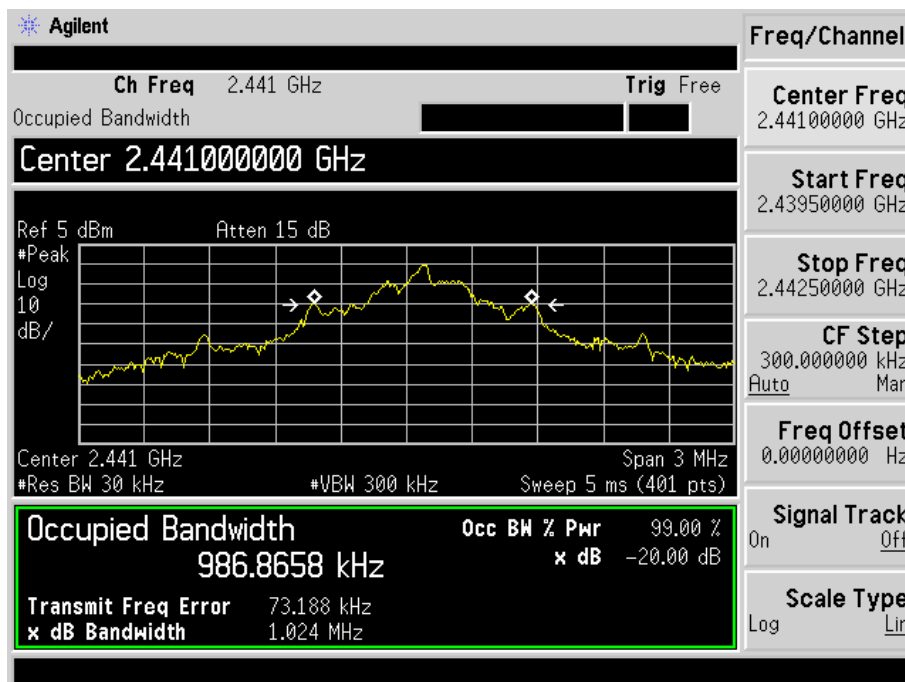 Agilent
Freq/Channel
Ch Freq 2.441 GHz Trig Free
Occupied Bandwidth
Center 2.441000000 GHz
Ref 5 dBm Atten 15 dB
#Peak
Log
10
dB/
Center 2.441 GHz Span 3 MHz
#Res BW 30 kHz #VBW 300 kHz Sweep 5 ms (401 pts)
Occupied Bandwidth
986.8658 kHz
Occ BW % Pwr 99.00 %
x dB -20.00 dB
Transmit Freq Error 73.188 kHz
x dB Bandwidth 1.024 MHz
Center Freq
2.44100000 GHz
Start Freq
2.43950000 GHz
Stop Freq
2.44250000 GHz
CF Step
300.000000 kHz
Auto Man
Freq Offset
0.00000000 Hz
Signal Track
On Off
Scale Type
Log Lin